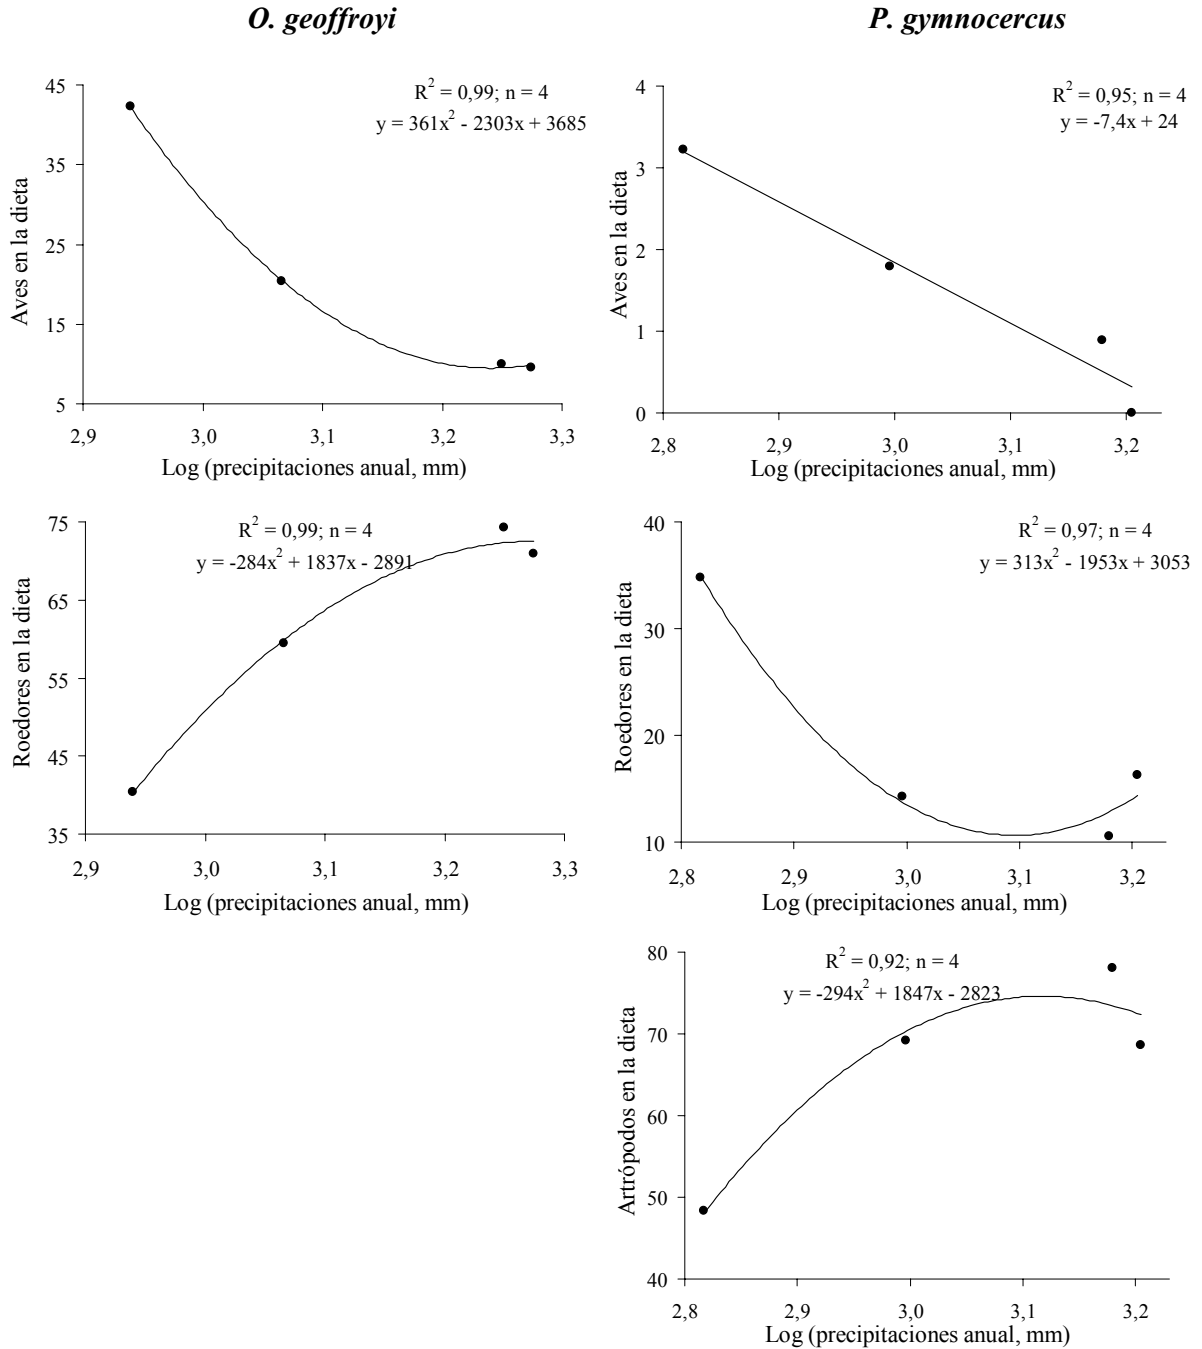 O. geoffroyi
P. gymnocercus
R² = 0,99; n = 4
y = 361x² - 2303x + 3685
Aves en la dieta
45
35
25
15
5
2,9
3,0
3,1
3,2
3,3
Log (precipitaciones anual, mm)
R² = 0,95; n = 4
y = -7,4x + 24
Aves en la dieta
4
3
2
1
0
2,8
2,9
3,0
3,1
3,2
Log (precipitaciones anual, mm)
R² = 0,99; n = 4
y = -284x² + 1837x - 2891
Roedores en la dieta
75
65
55
45
35
2,9
3,0
3,1
3,2
3,3
Log (precipitaciones anual, mm)
R² = 0,97; n = 4
y = 313x² - 1953x + 3053
Roedores en la dieta
40
30
20
10
2,8
2,9
3,0
3,1
3,2
Log (precipitaciones anual, mm)
R² = 0,92; n = 4
y = -294x² + 1847x - 2823
Artrópodos en la dieta
80
70
60
50
40
2,8
2,9
3,0
3,1
3,2
Log (precipitaciones anual, mm)